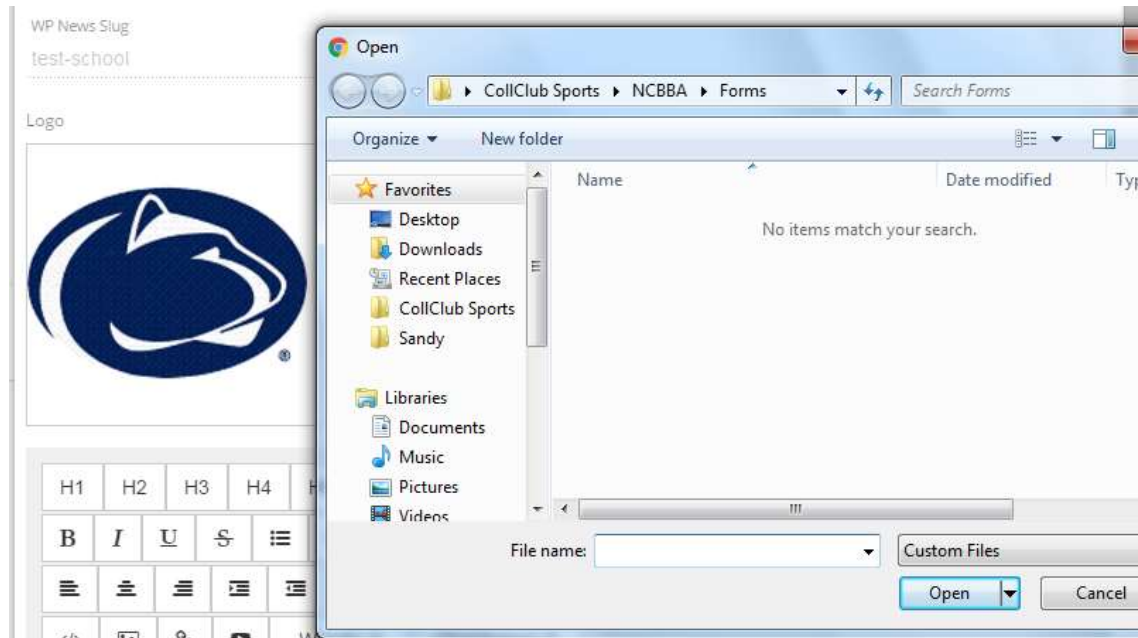 WP News Slug
test-school
Logo
®
H1 H2 H3 H4
B I U S
Open
CollClub Sports NCBBA Forms
Search Forms
Organize New folder
Name Date modified
No items match your search.
Favorites
Desktop
Downloads
Recent Places
CollClub Sports
Sandy
Libraries
Documents
Music
Pictures
Videos
File name:
Custom Files
Open Cancel